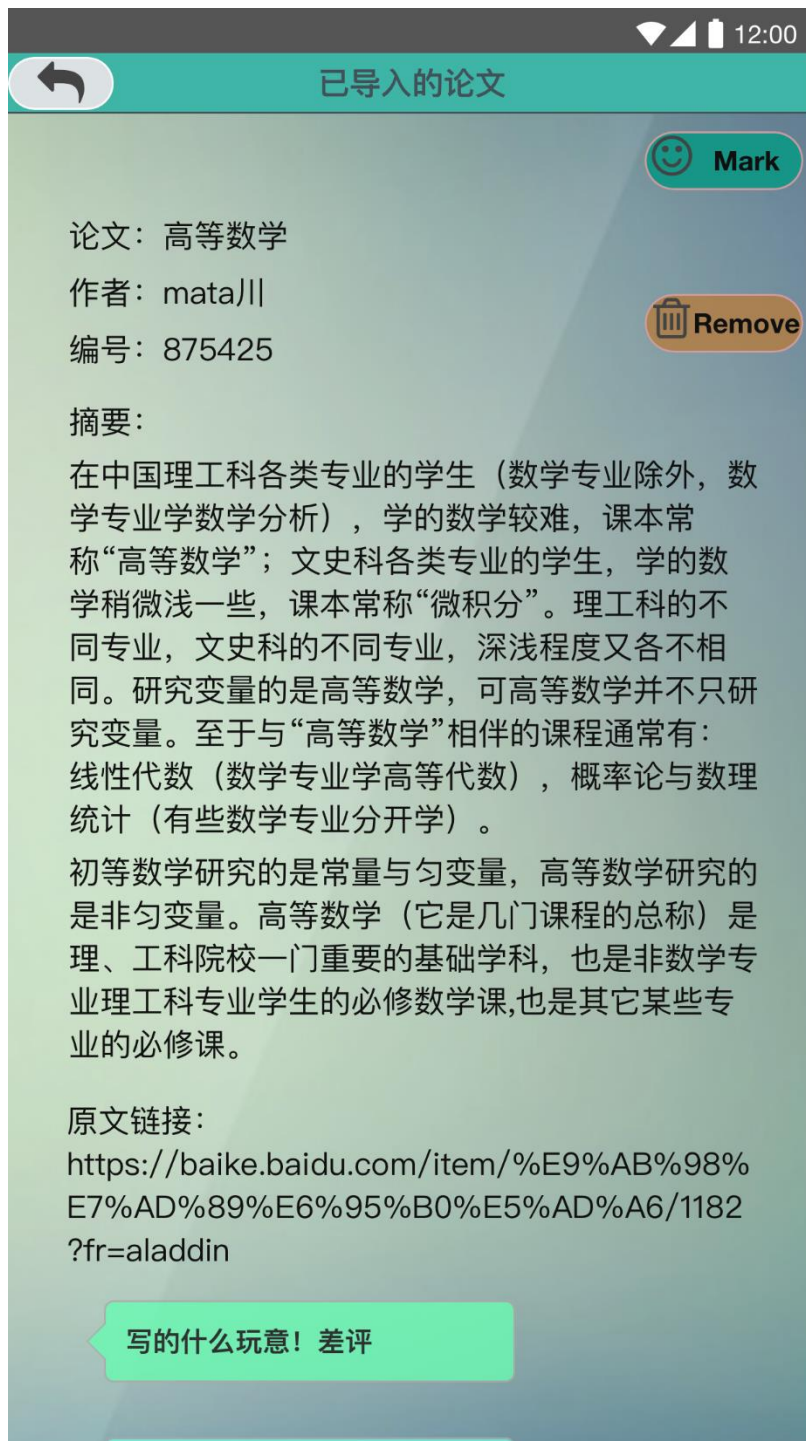 12:00
已导入的论文
Mark
论文：高等数学
作者：mata川
Remove
编号：875425
摘要：
在中国理工科各类专业的学生（数学专业除外，数
学专业学数学分析），学的数学较难，课本常
称“高等数学”；文史科各类专业的学生，学的数
学稍微浅一些，课本常称“微积分”。理工科的不
同专业，文史科的不同专业，深浅程度又各不相
同。研究变量的是高等数学，可高等数学并不只研
究变量。至于与“高等数学”相伴的课程通常有：
线性代数（数学专业学高等代数），概率论与数理
统计（有些数学专业分开学）。
初等数学研究的是常量与匀变量，高等数学研究的
是非匀变量。高等数学（它是几门课程的总称）是
理、工科院校一门重要的基础学科，也是非数学专
业理工科专业学生的必修数学课,也是其它某些专
业的必修课。
原文链接：
https://baike.baidu.com/item/%E9%AB%98%
E7%AD%89%E6%95%B0%E5%AD%A6/1182
?fr=aladdin
写的什么玩意！差评